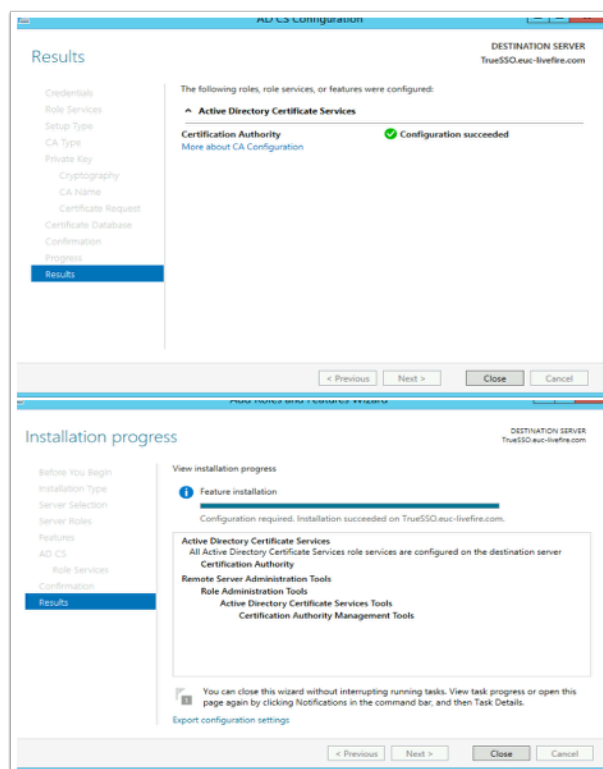 AD CS Configuration
Results
DESTINATION SERVER
TrueSSO.euc-livefire.com
Credentials
Role Services
Setup Type
CA Type
Private Key
Cryptography
CA Name
Certificate Request
Certificate Database
Confirmation
Progress
Results
The following roles, role services, or features were configured:
Active Directory Certificate Services
Certification Authority
Configuration succeeded
More about CA Configuration
< Previous
Next >
Close
Cancel
Add Roles and Features Wizard
Installation progress
DESTINATION SERVER
TrueSSO.euc-livefire.com
Before You Begin
Installation Type
Server Selection
Server Roles
Features
AD CS
Role Services
Confirmation
Results
View installation progress
Feature installation
Configuration required. Installation succeeded on TrueSSO.euc-livefire.com.
Active Directory Certificate Services
All Active Directory Certificate Services role services are configured on the destination server
Certification Authority
Remote Server Administration Tools
Role Administration Tools
Active Directory Certificate Services Tools
Certification Authority Management Tools
You can close this wizard without interrupting running tasks. View task progress or open this
page again by clicking Notifications in the command bar, and then Task Details.
Export configuration settings
< Previous
Next >
Close
Cancel